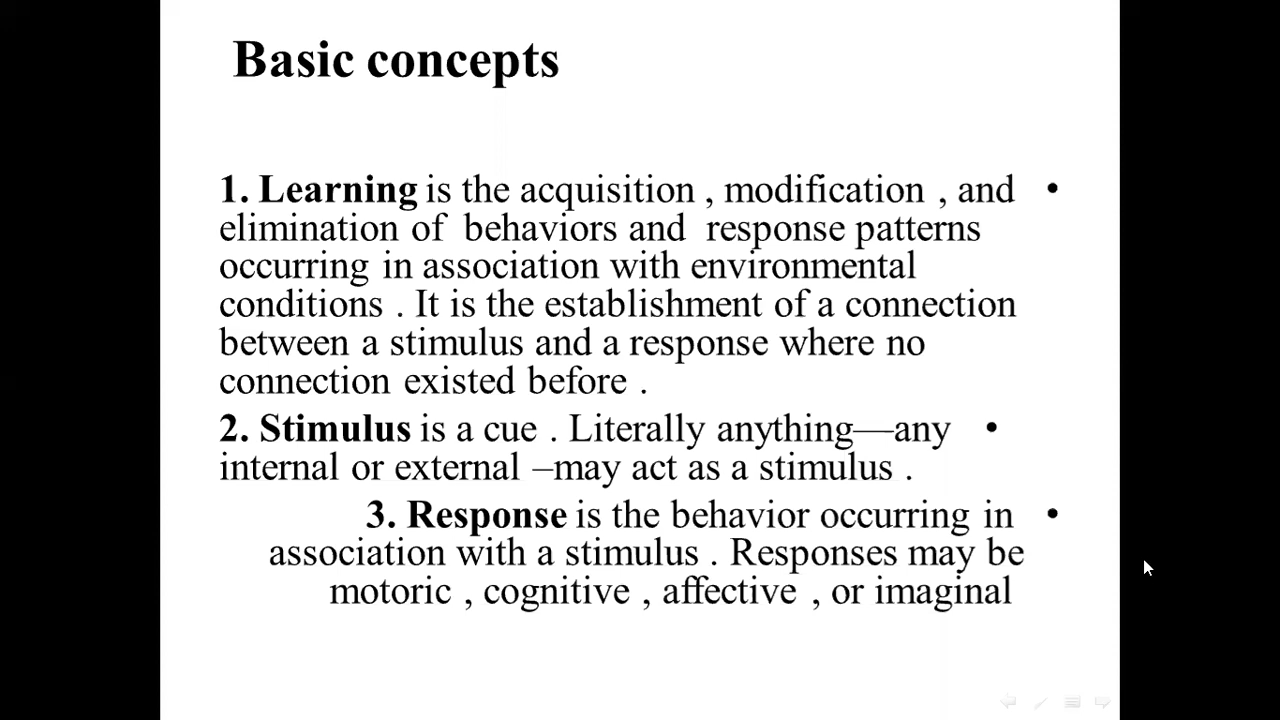 Basic concepts
1. Learning is the acquisition , modification , and •
elimination of behaviors and response patterns
occurring in association with environmental
conditions . It is the establishment of a connection
between a stimulus and a response where no
connection existed before .
2. Stimulus is a cue . Literally anything—any •
internal or external –may act as a stimulus .
3. Response is the behavior occurring in •
association with a stimulus . Responses may be
motoric , cognitive , affective , or imaginal